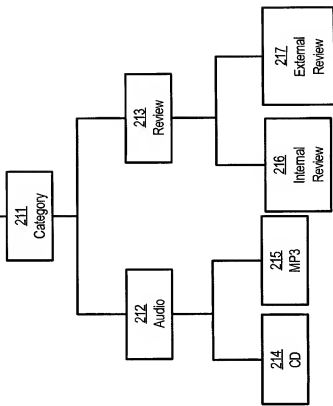 211
Category
212
Audio
213
Review
214
CD
215
MP3
216
Internal
Review
217
External
Review